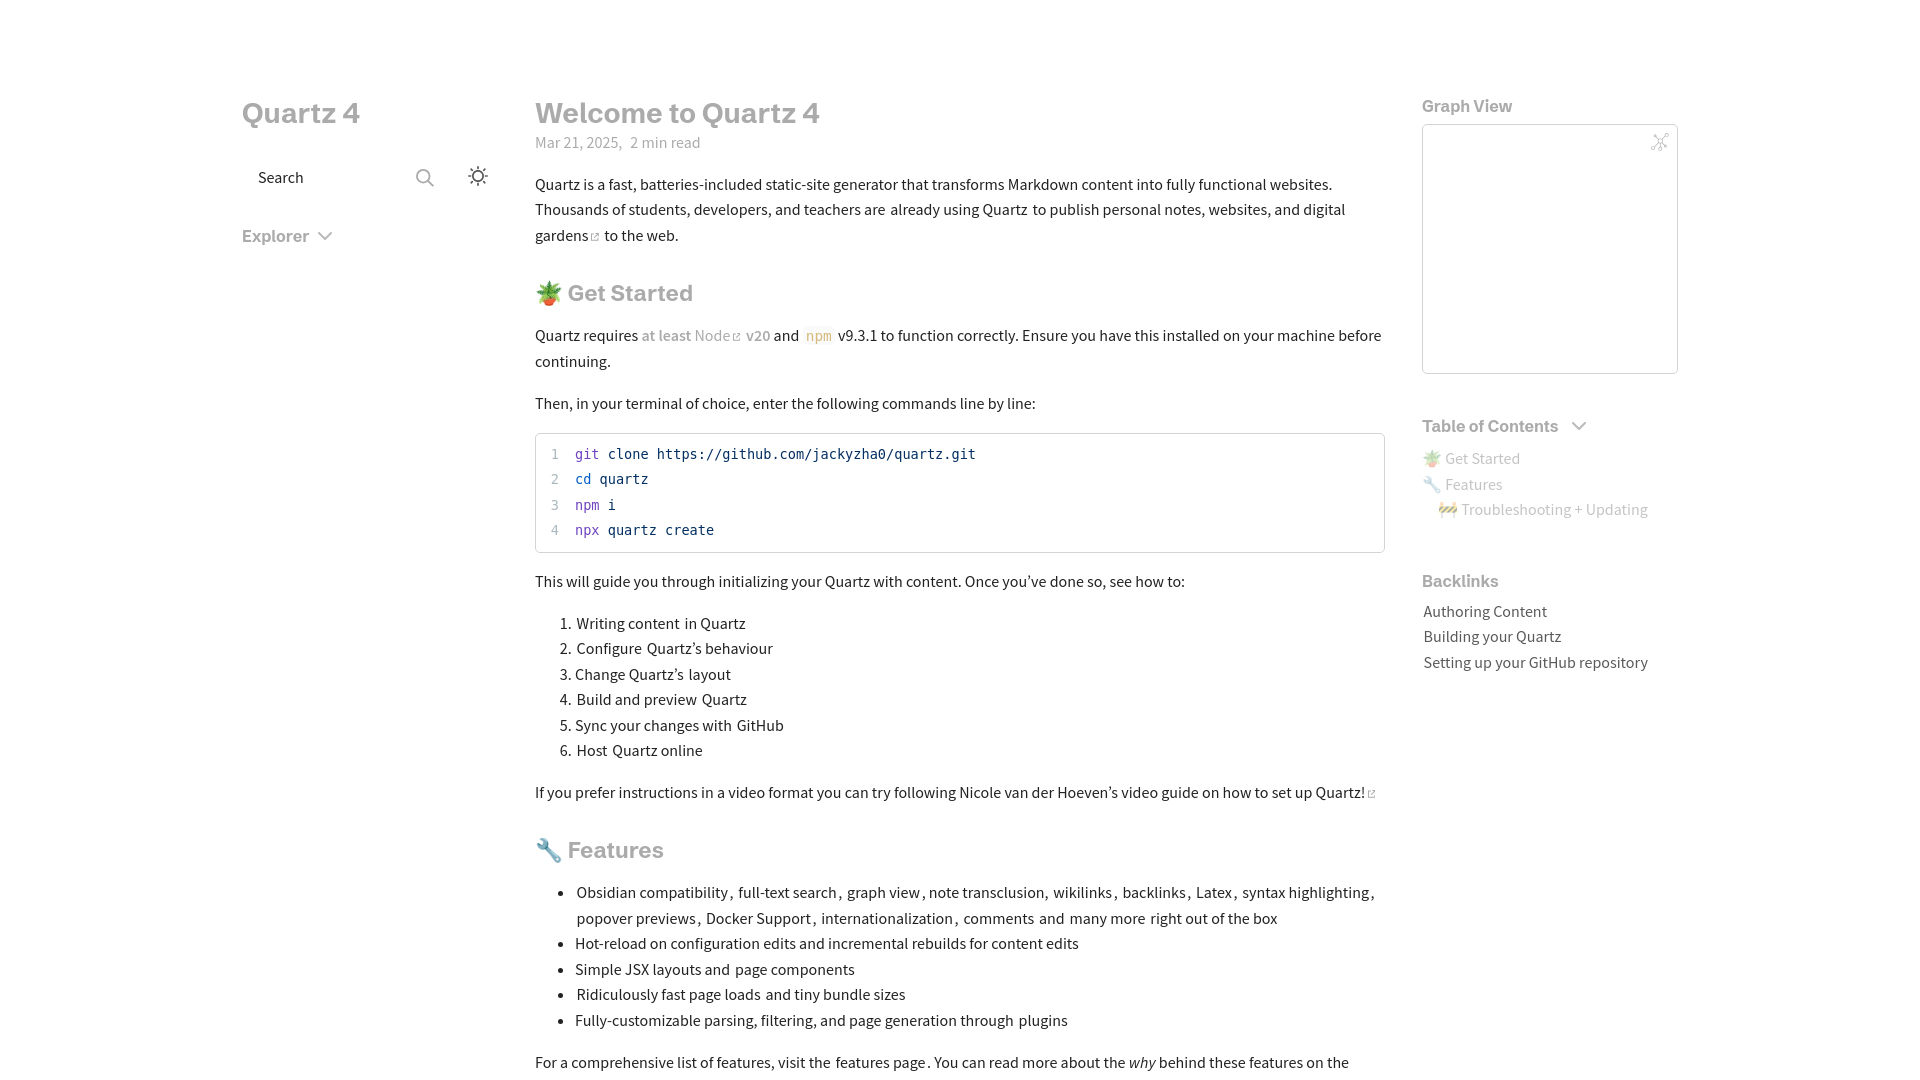 Quartz 4
Search
Explorer
Welcome to Quartz 4
Mar 21, 2025, 2 min read
Quartz is a fast, batteries-included static-site generator that transforms Markdown content into fully functional websites.
Thousands of students, developers, and teachers are already using Quartz to publish personal notes, websites, and digital
gardens to the web.
🪴 Get Started
Quartz requires at least Node v20 and npm v9.3.1 to function correctly. Ensure you have this installed on your machine before
continuing.
Then, in your terminal of choice, enter the following commands line by line:
1 git clone https://github.com/jackyzha0/quartz.git
2 cd quartz
3 npm i
4 npx quartz create
This will guide you through initializing your Quartz with content. Once you’ve done so, see how to:
1. Writing content in Quartz
2. Configure Quartz’s behaviour
3. Change Quartz’s layout
4. Build and preview Quartz
5. Sync your changes with GitHub
6. Host Quartz online
If you prefer instructions in a video format you can try following Nicole van der Hoeven’s video guide on how to set up Quartz!
🔧 Features
• Obsidian compatibility, full-text search, graph view, note transclusion, wikilinks, backlinks, Latex, syntax highlighting,
popover previews, Docker Support, internationalization, comments and many more right out of the box
• Hot-reload on configuration edits and incremental rebuilds for content edits
• Simple JSX layouts and page components
• Ridiculously fast page loads and tiny bundle sizes
• Fully-customizable parsing, filtering, and page generation through plugins
For a comprehensive list of features, visit the features page. You can read more about the why behind these features on the
Graph View
Table of Contents
🪴 Get Started
🔧 Features
🚧 Troubleshooting + Updating
Backlinks
Authoring Content
Building your Quartz
Setting up your GitHub repository